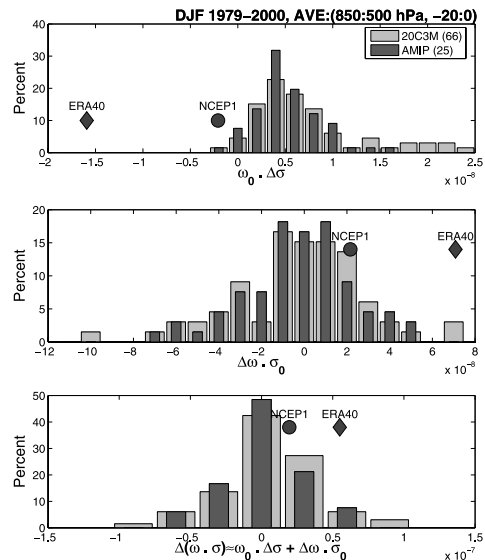 DJF 1979−2000, AVE:(850:500 hPa, −20:0)
40
30
20
10
0
Percent
20C3M (66)
AMIP (25)
ERA40
NCEP1
−2 −1.5 −1 −0.5 0 0.5 1 1.5 2 2.5
x 10⁻⁸
ω₀ . Δσ
20
15
10
5
0
Percent
NCEP1
ERA40
−12 −10 −8 −6 −4 −2 0 2 4 6 8
x 10⁻⁸
Δω . σ₀
50
40
30
20
10
0
Percent
NCEP1
ERA40
−1.5 −1 −0.5 0 0.5 1 1.5
x 10⁻⁷
Δ(ω . σ)≈ω₀ . Δσ + Δω . σ₀